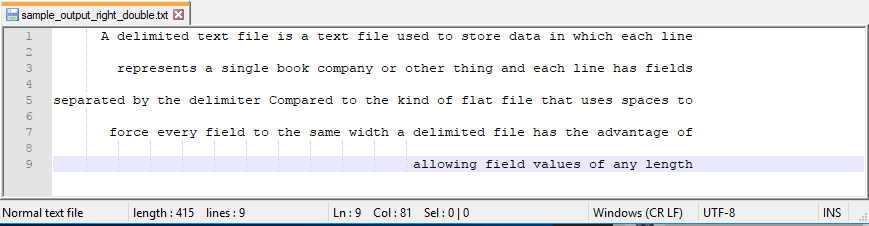 sample_output_right_double.txt
1 A delimited text file is a text file used to store data in which each line
2
3 represents a single book company or other thing and each line has fields
4
5 separated by the delimiter Compared to the kind of flat file that uses spaces to
6
7 force every field to the same width a delimited file has the advantage of
8
9 allowing field values of any length
Normal text file length : 415 lines : 9 Ln : 9 Col : 81 Sel : 0 | 0 Windows (CR LF) UTF-8 INS